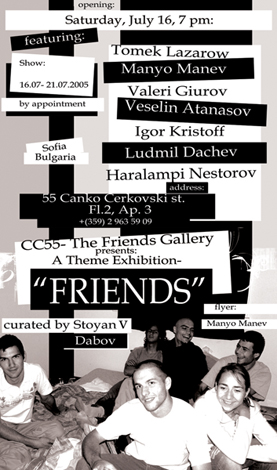 opening:
Saturday, July 16, 7 pm:
featuring:
Show:
16.07- 21.07.2005
by appointment
Sofia
Bulgaria
Tomek Lazarow
Manyo Manev
Valeri Giurov
Veselin Atanasov
Igor Kristoff
Ludmil Dachev
Haralampi Nestorov
address:
55 Canko Cerkovski st.
Fl.2, Ap. 3
+(359) 2 963 59 09
CC55- The Friends Gallery
presents:
A Theme Exhibition-
"FRIENDS"
curated by Stoyan V
Dabov
flyer:
Manyo Manev